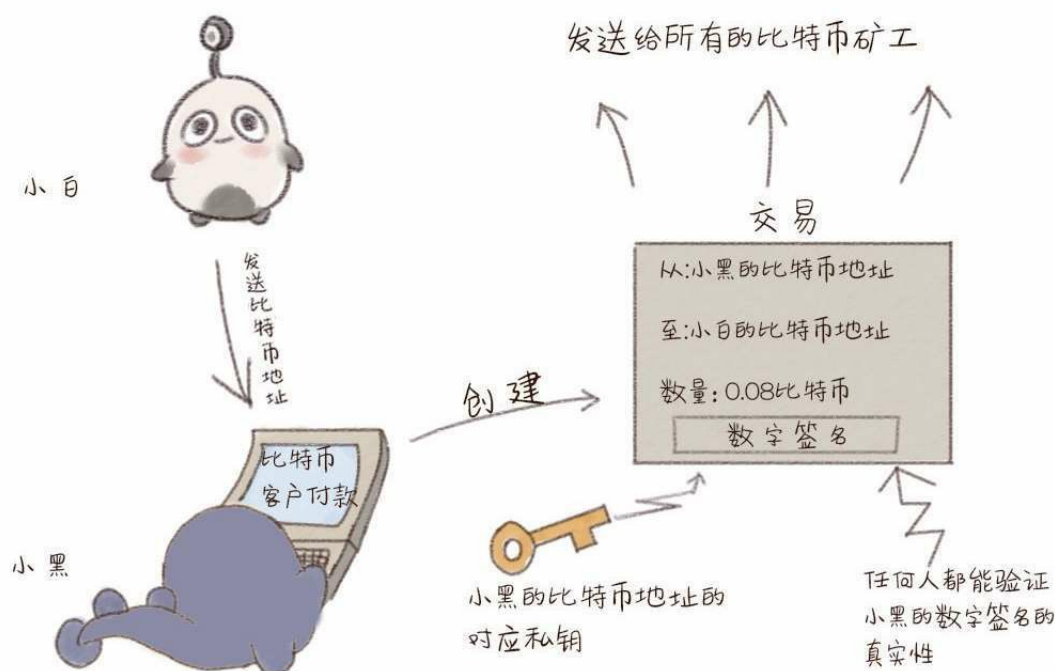 发送给所有的比特币矿工
小白
发送比特币地址
交易
从:小黑的比特币地址
至:小白的比特币地址
数量:0.08比特币
数字签名
创建
比特币
客户付款
小黑
小黑的比特币地址的
对应私钥
任何人都能验证
小黑的数字签名的
真实性